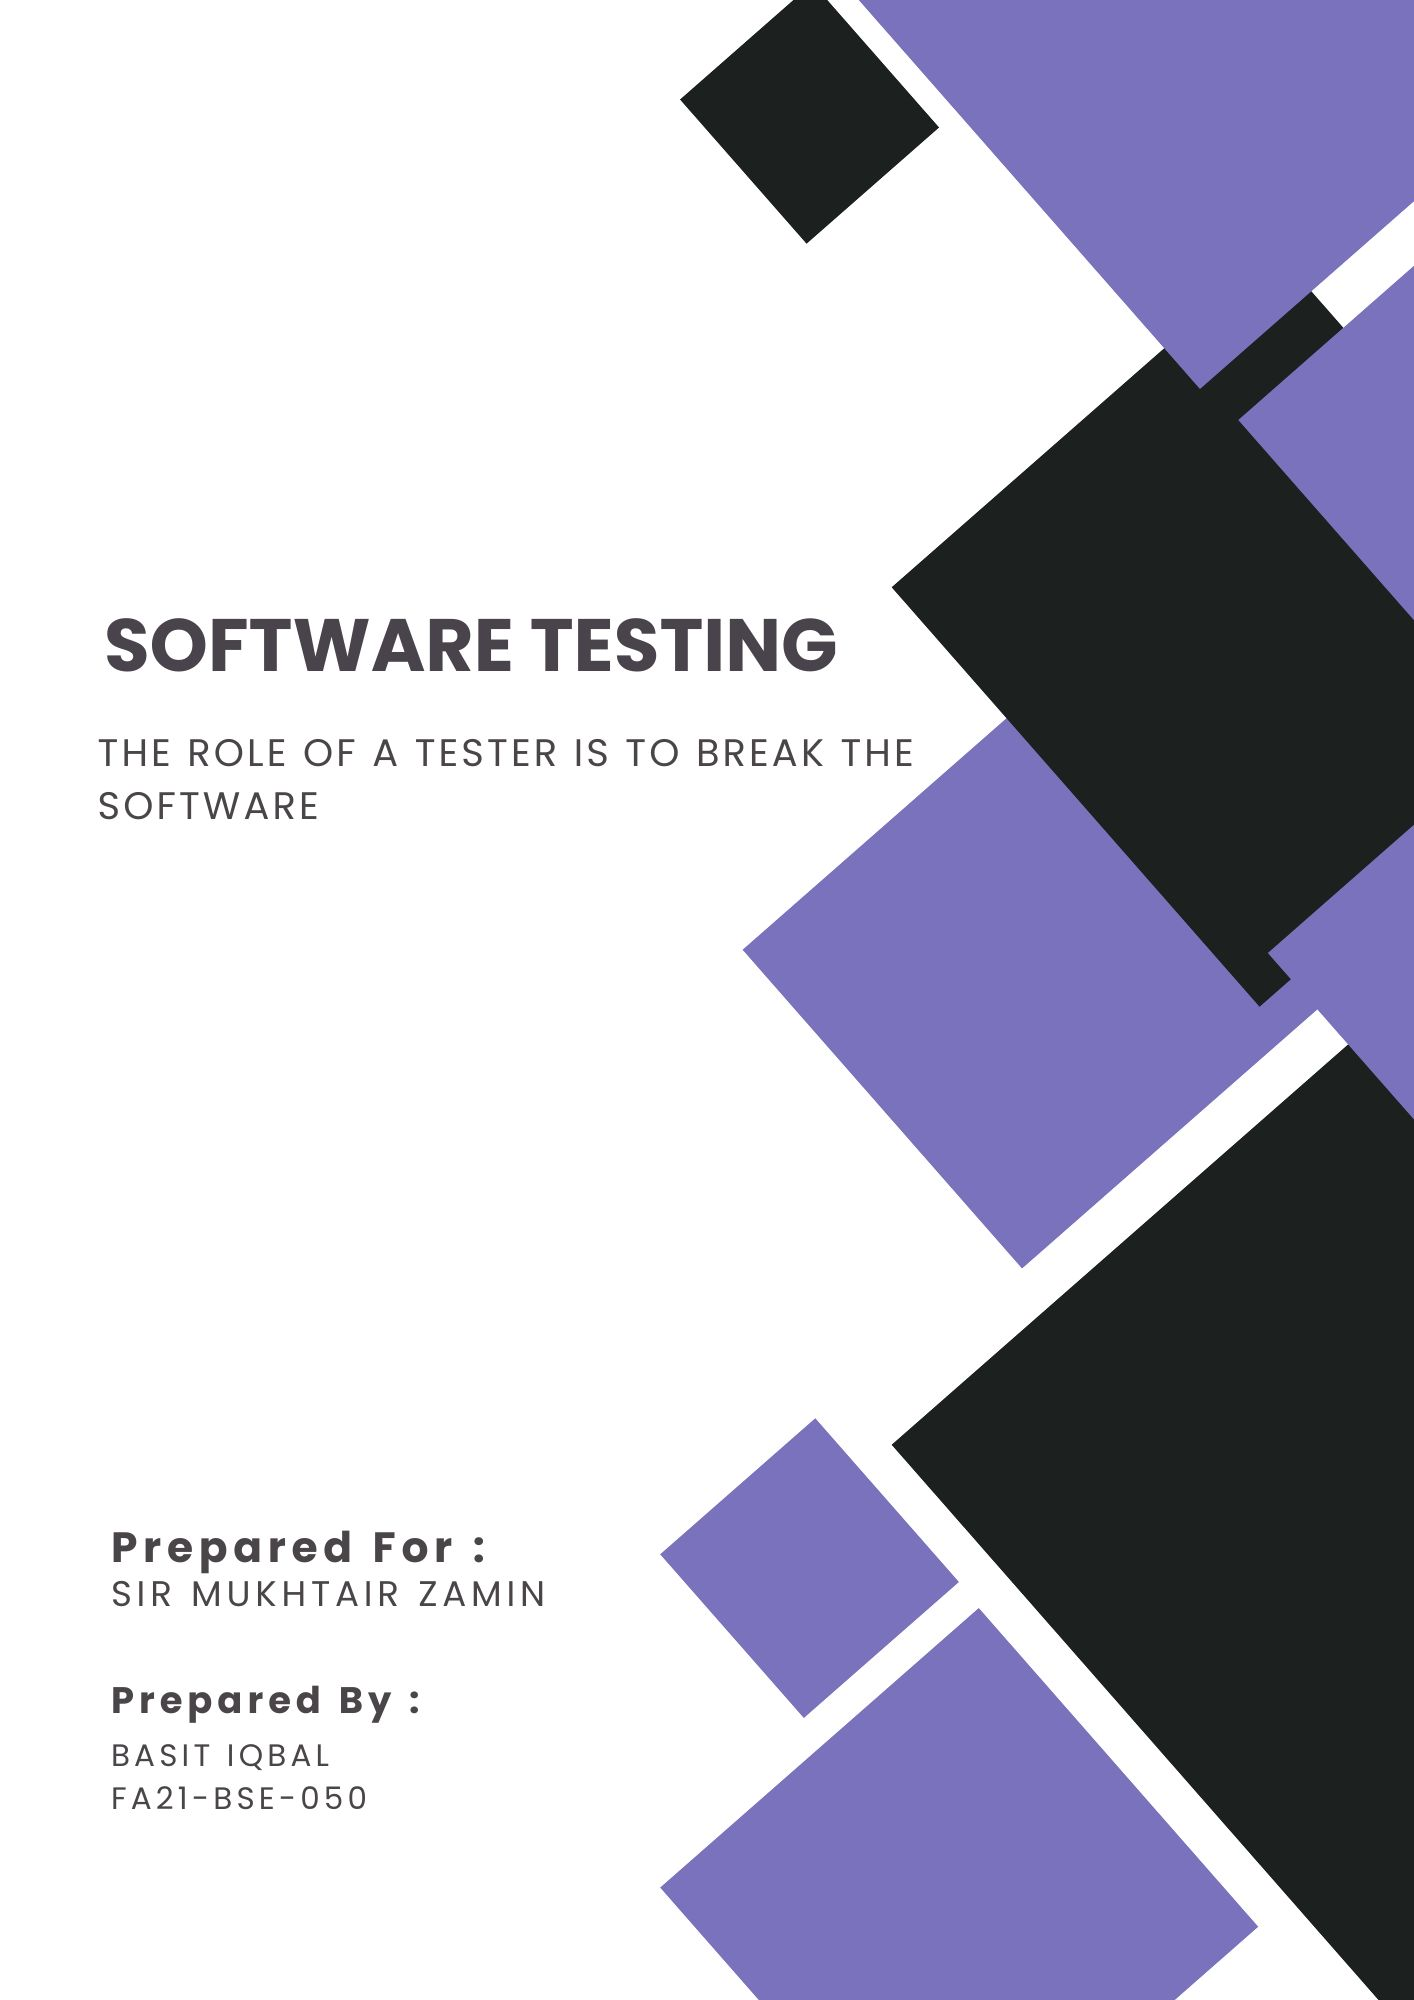 SOFTWARE TESTING
THE ROLE OF A TESTER IS TO BREAK THE
SOFTWARE
Prepared For :
SIR MUKHTAIR ZAMIN
Prepared By :
BASIT IQBAL
FA21-BSE-050